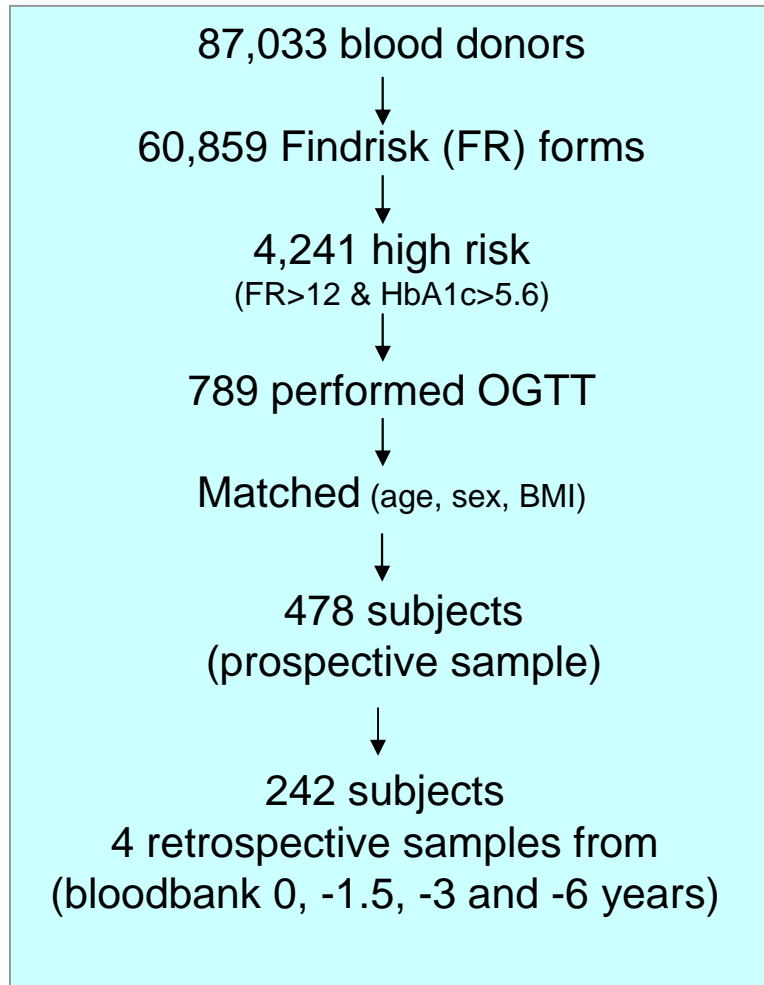 87,033 blood donors
60,859 Findrisk (FR) forms
4,241 high risk
(FR>12 & HbA1c>5.6)
789 performed OGTT
Matched (age, sex, BMI)
478 subjects
(prospective sample)
242 subjects
4 retrospective samples from
(bloodbank 0, -1.5, -3 and -6 years)